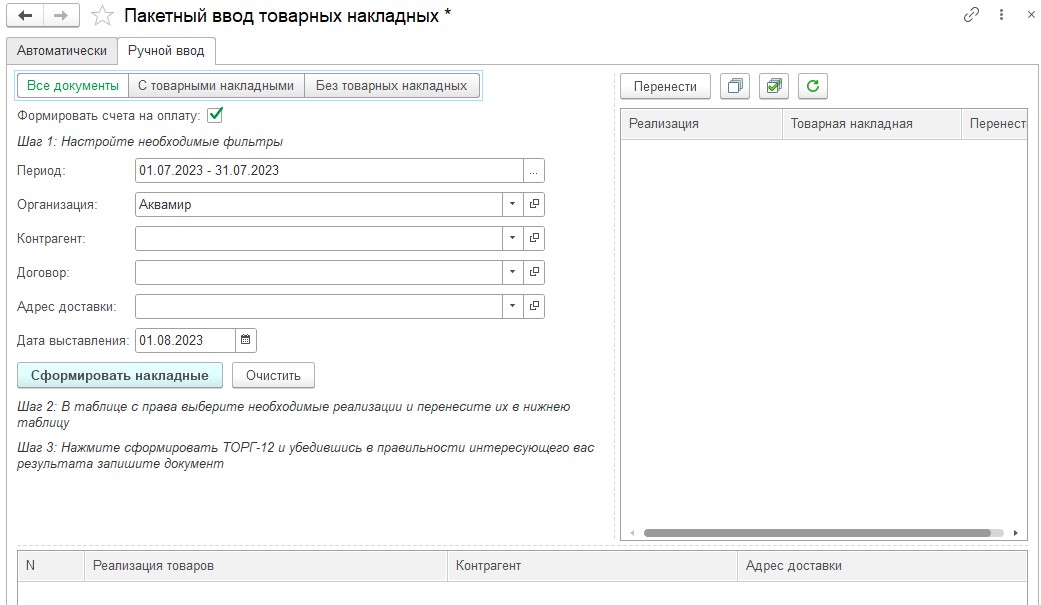 Пакетный ввод товарных накладных *
Автоматически
Ручной ввод
Все документы
С товарными накладными
Без товарных накладных
Перенести
Формировать счета на оплату:
Реализация
Товарная накладная
Перенест
Шаг 1: Настройте необходимые фильтры
Период:
01.07.2023 - 31.07.2023
...
Организация:
Аквамир
Контрагент:
Договор:
Адрес доставки:
Дата выставления:
01.08.2023
Сформировать накладные
Очистить
Шаг 2: В таблице с права выберите необходимые реализации и перенесите их в нижнею
таблицу
Шаг 3: Нажмите сформировать ТОРГ-12 и убедившись в правильности интересующего вас
результата запишите документ
N
Реализация товаров
Контрагент
Адрес доставки